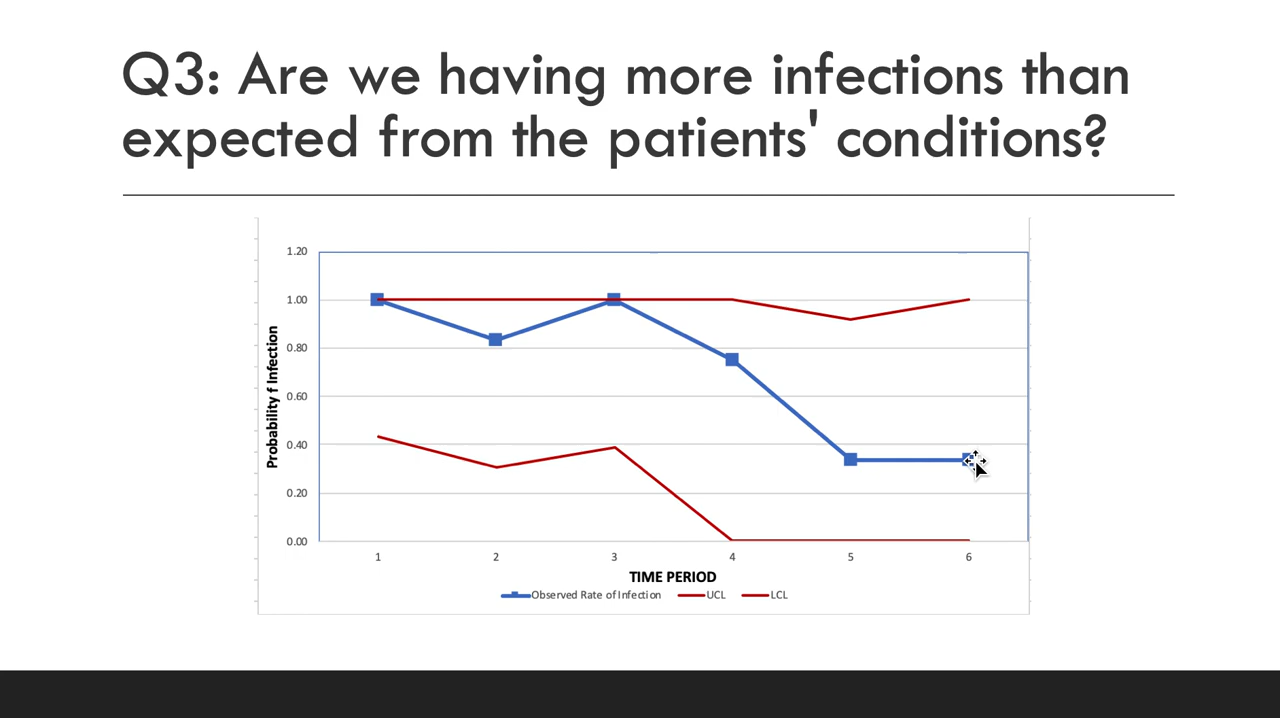 Q3: Are we having more infections than
expected from the patients' conditions?
1.20
1.00
0.80
0.60
0.40
0.20
0.00
Probability f Infection
1 2 3 4 5 6
TIME PERIOD
Observed Rate of Infection UCL LCL